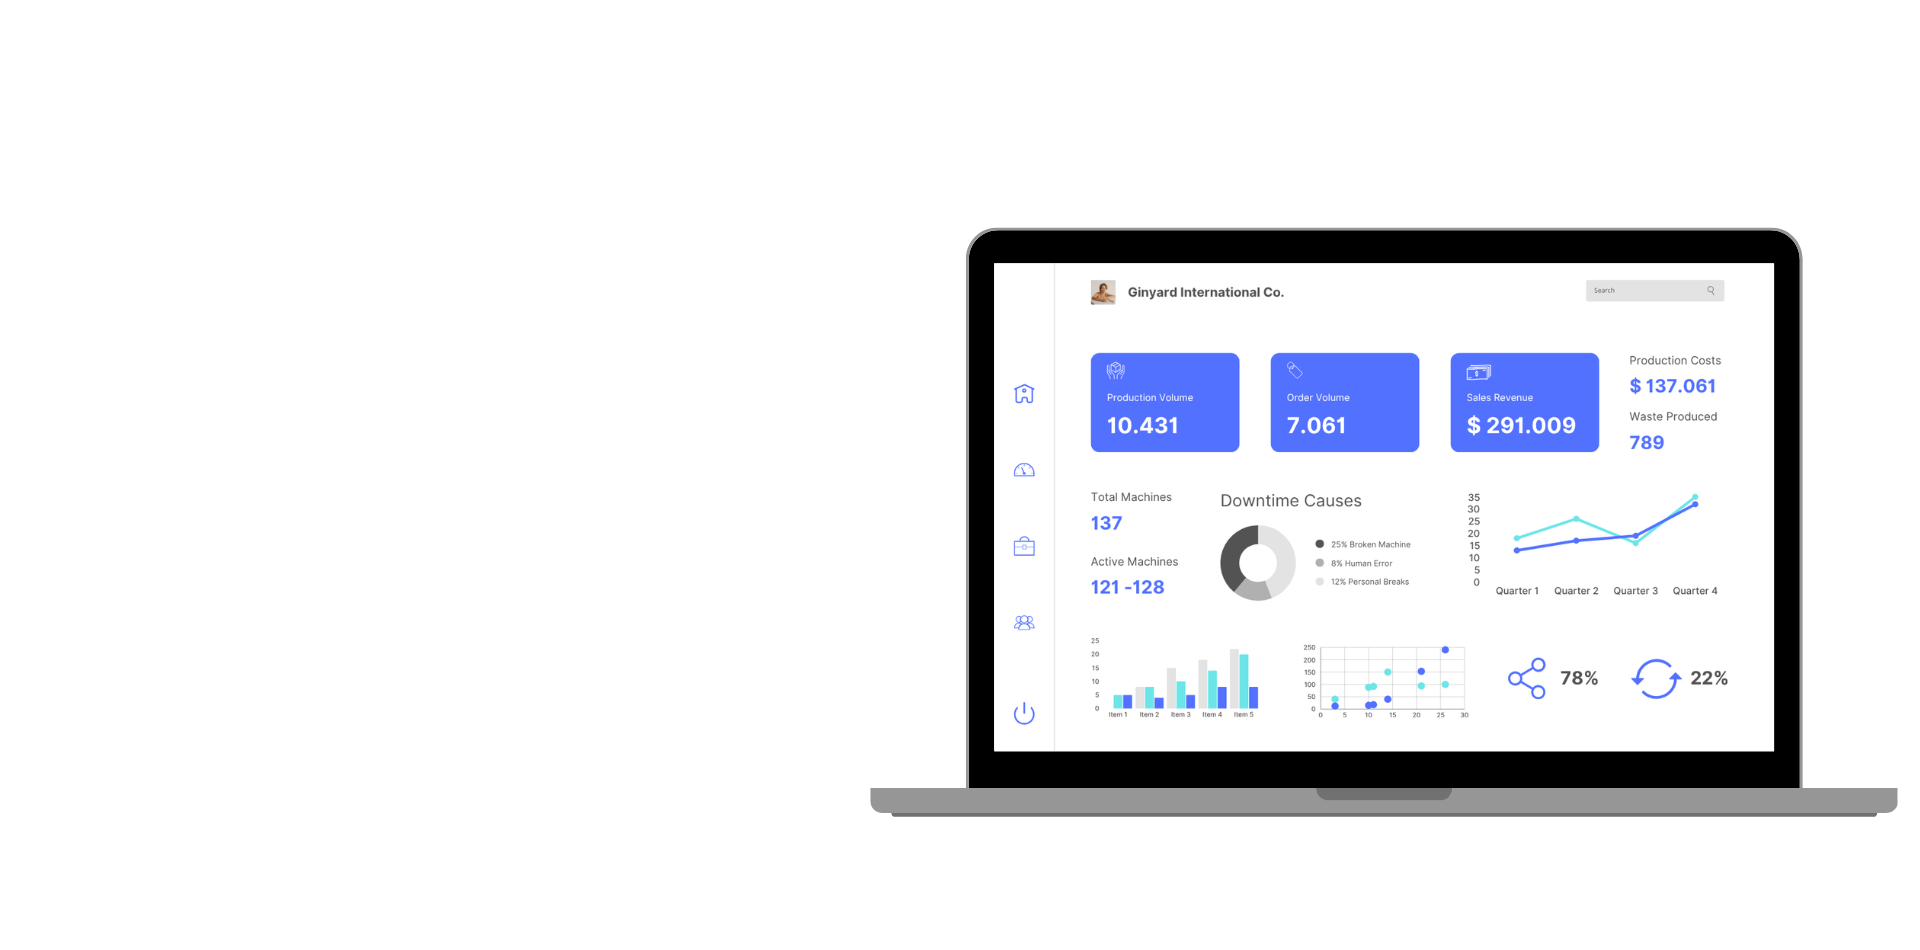 Ginyard International Co.
Search
Production Volume
10.431
Order Volume
7.061
Sales Revenue
$ 291.009
Production Costs
$ 137.061
Waste Produced
789
Total Machines
137
Active Machines
121 -128
Downtime Causes
25% Broken Machine
8% Human Error
12% Personal Breaks
35
30
25
20
15
10
5
0
Quarter 1 Quarter 2 Quarter 3 Quarter 4
25
20
15
10
5
0
Item 1 Item 2 Item 3 Item 4 Item 5
250
200
150
100
50
0
0 5 10 15 20 25 30
78%
22%